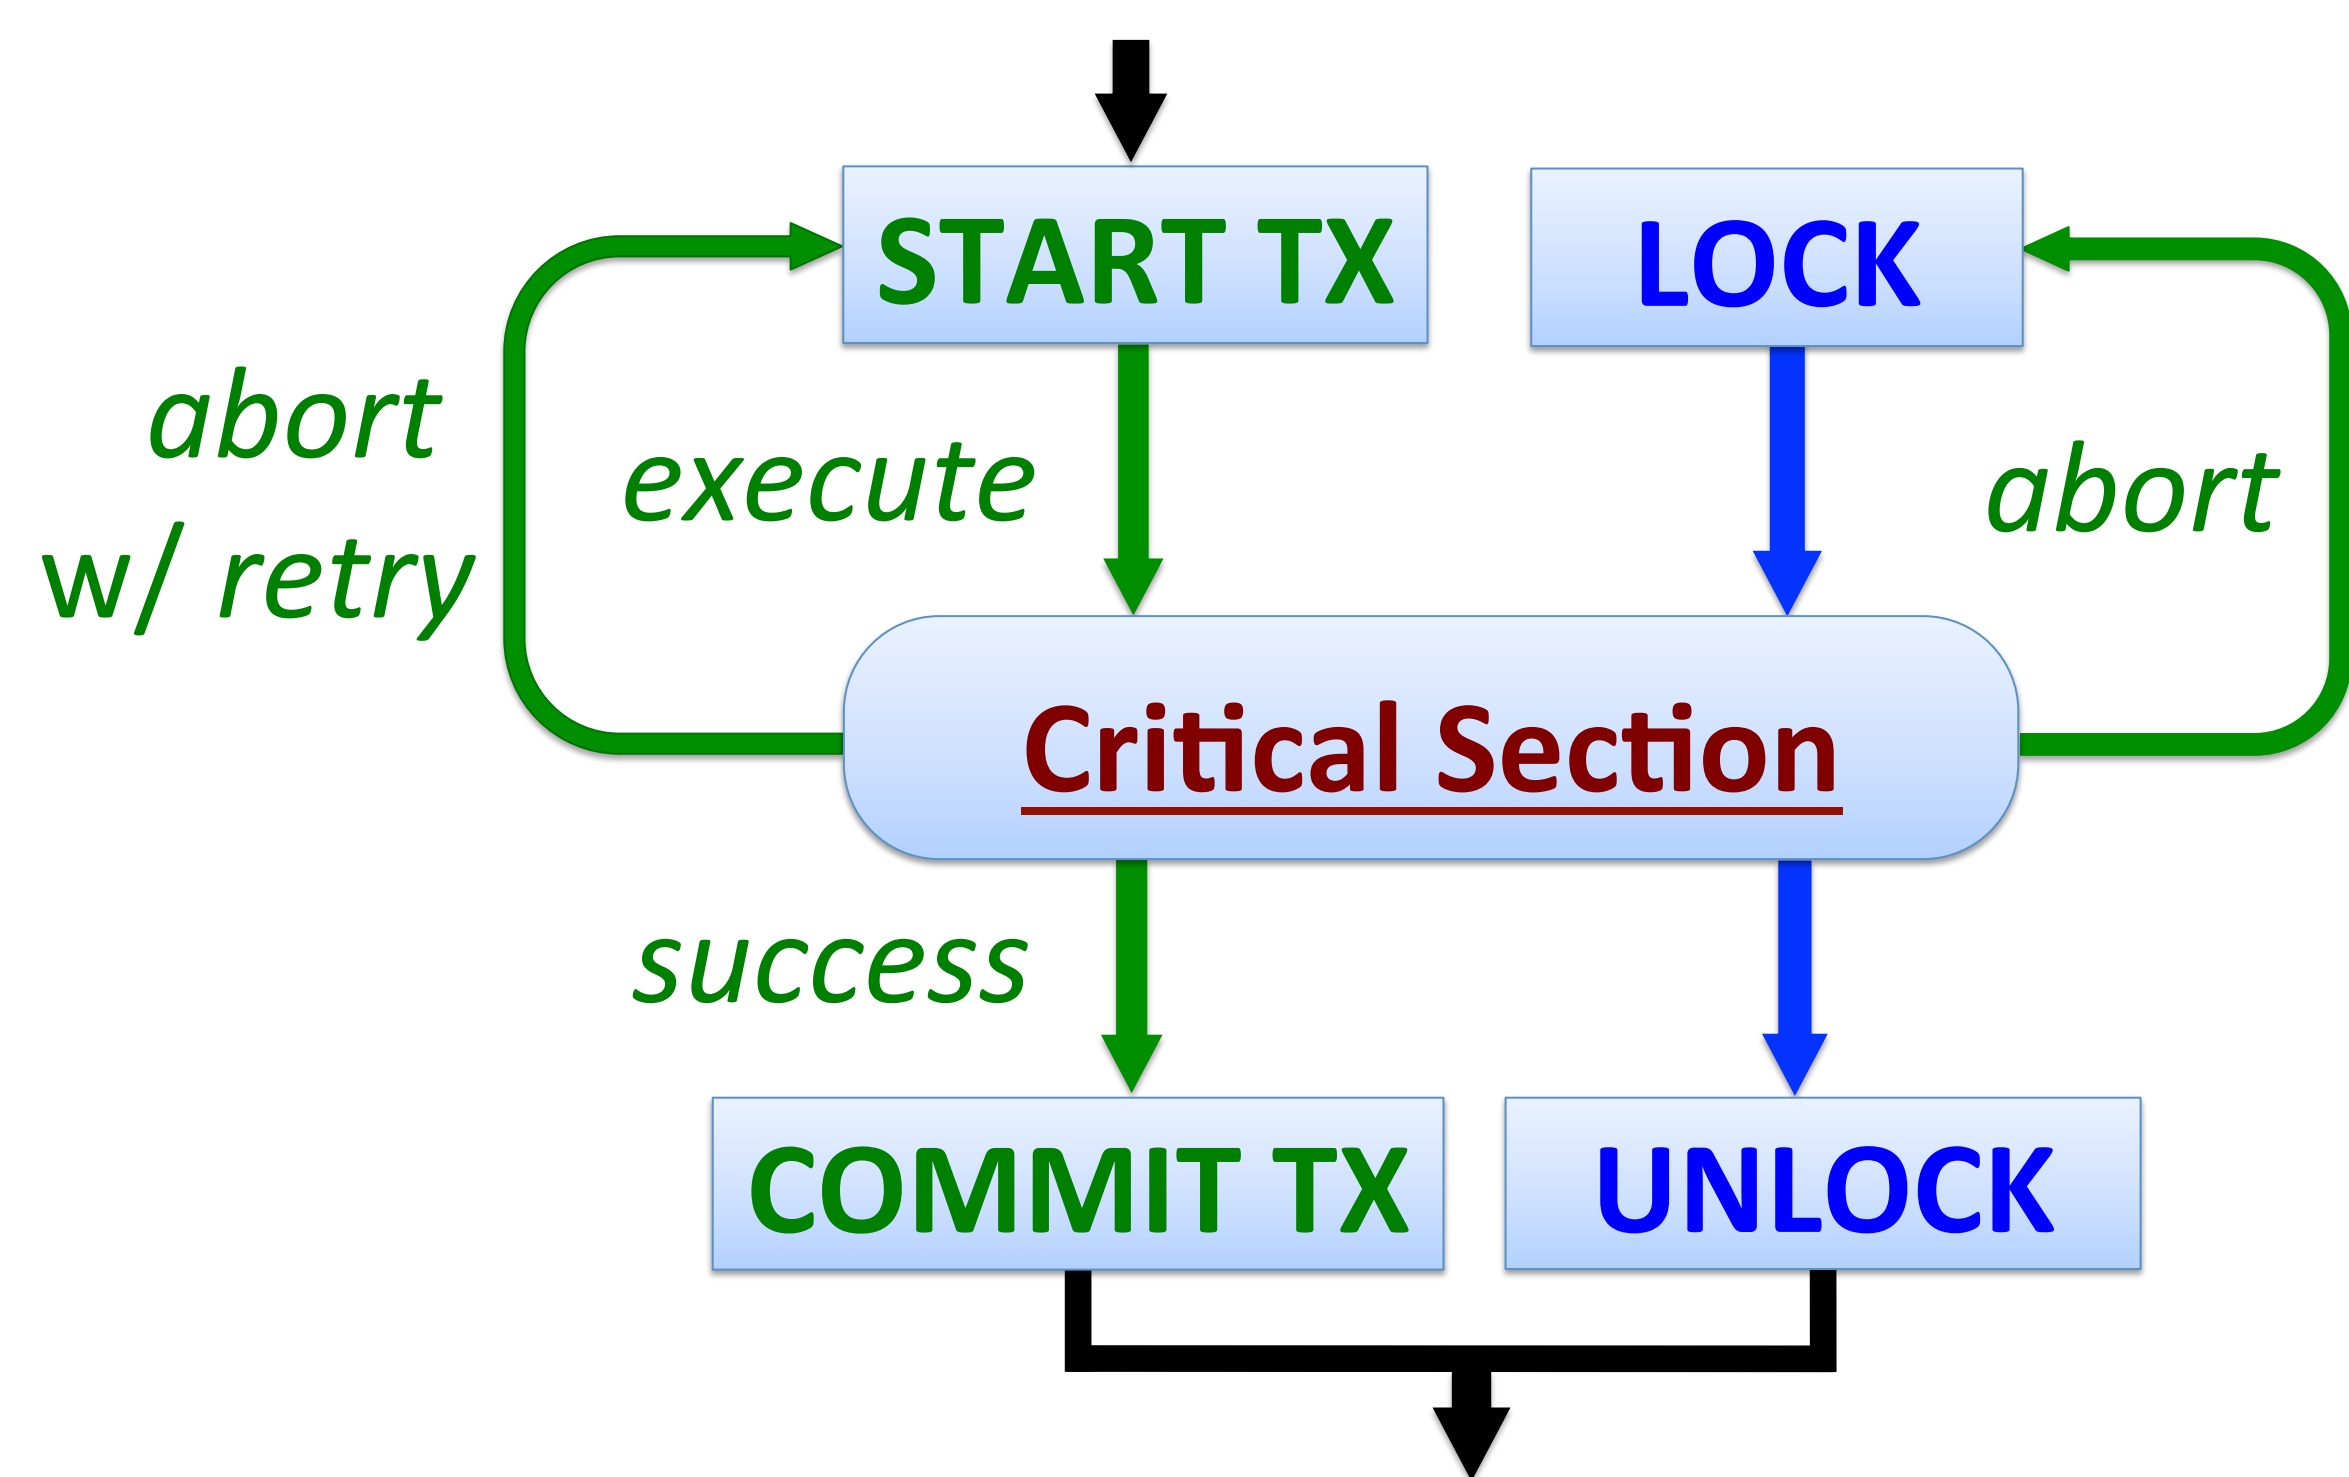 START TX
LOCK
abort
w/ retry
execute
abort
Critical Section
success
COMMIT TX
UNLOCK